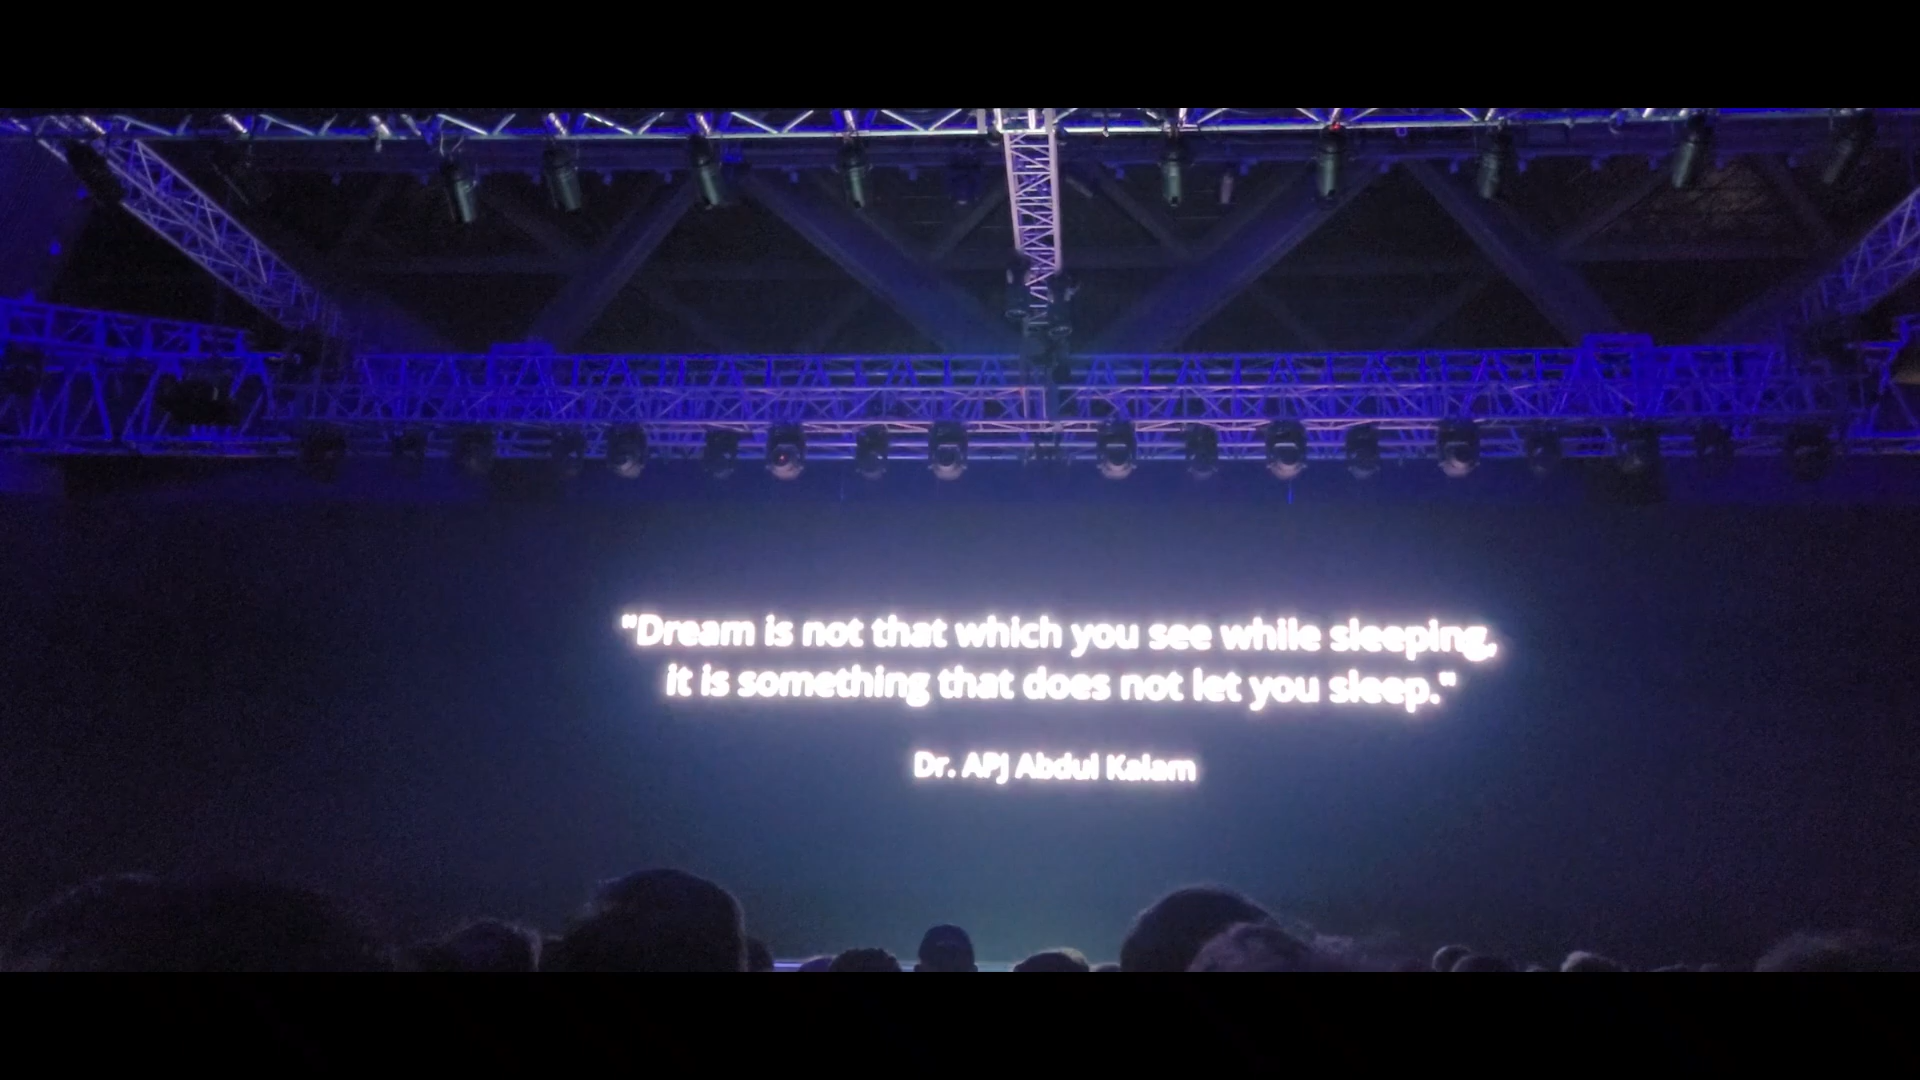 "Dream is not that which you see while sleeping,
it is something that does not let you sleep."
Dr. APJ Abdul Kalam